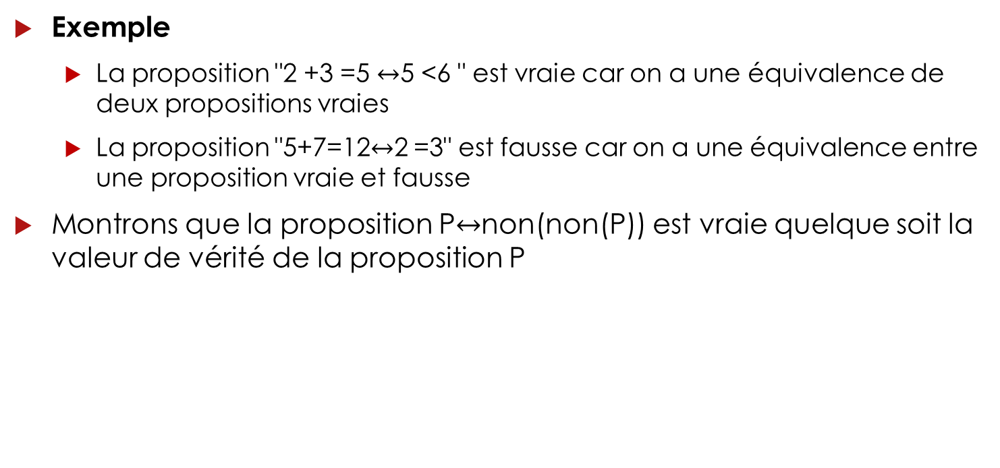 Exemple
La proposition "2 +3 =5 ↔5 <6 " est vraie car on a une équivalence de
deux propositions vraies
La proposition "5+7=12↔2 =3" est fausse car on a une équivalence entre
une proposition vraie et fausse
Montrons que la proposition P↔non(non(P)) est vraie quelque soit la
valeur de vérité de la proposition P